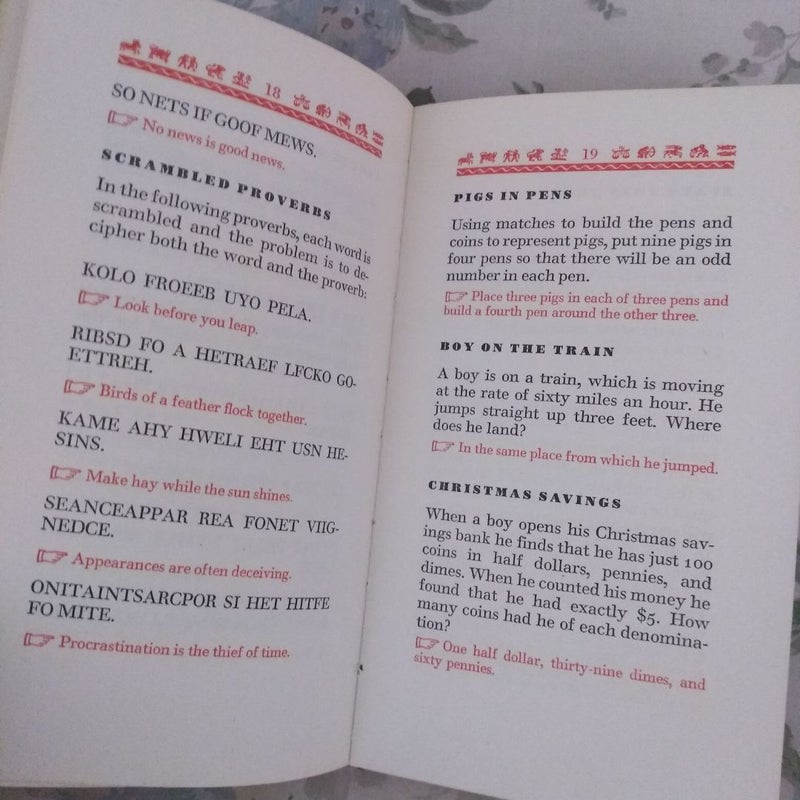 18
SO NETS IF GOOF MEWS.
No news is good news.
SCRAMBLED PROVERBS
In the following proverbs, each word is
scrambled and the problem is to de-
cipher both the word and the proverb:
KOLO FROEEB UYO PELA.
Look before you leap.
RIBSD FO A HETRAEF LFCKO GO-
ETTREH.
Birds of a feather flock together.
KAME AHY HWELI EHT USN HE-
SINS.
Make hay while the sun shines.
SEANCEAPPAR REA FONET VIIG-
NEDCE.
Appearances are often deceiving.
ONITAINTSARCPOR SI HET HITFE
FO MITE.
Procrastination is the thief of time.
19
PIGS IN PENS
Using matches to build the pens and
coins to represent pigs, put nine pigs in
four pens so that there will be an odd
number in each pen.
Place three pigs in each of three pens and
build a fourth pen around the other three.
BOY ON THE TRAIN
A boy is on a train, which is moving
at the rate of sixty miles an hour. He
jumps straight up three feet. Where
does he land?
In the same place from which he jumped.
CHRISTMAS SAVINGS
When a boy opens his Christmas sav-
ings bank he finds that he has just 100
coins in half dollars, pennies, and
dimes. When he counted his money he
found that he had exactly $5. How
many coins had he of each denomina-
tion?
One half dollar, thirty-nine dimes, and
sixty pennies.